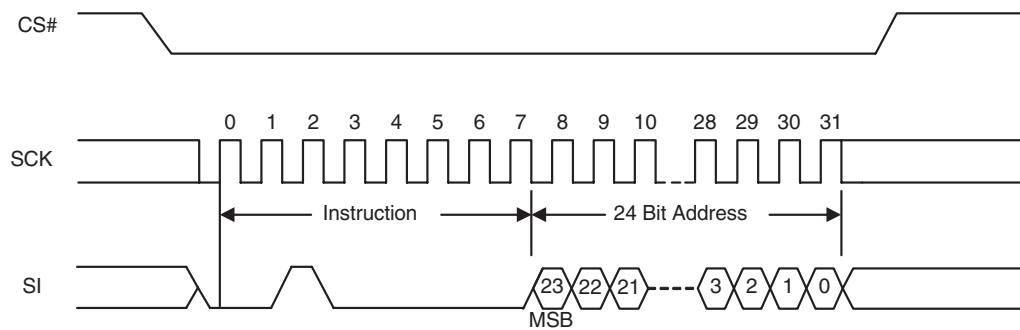 CS#
0 1 2 3 4 5 6 7 8 9 10 28 29 30 31
SCK
Instruction 24 Bit Address
SI 23 22 21 3 2 1 0
MSB